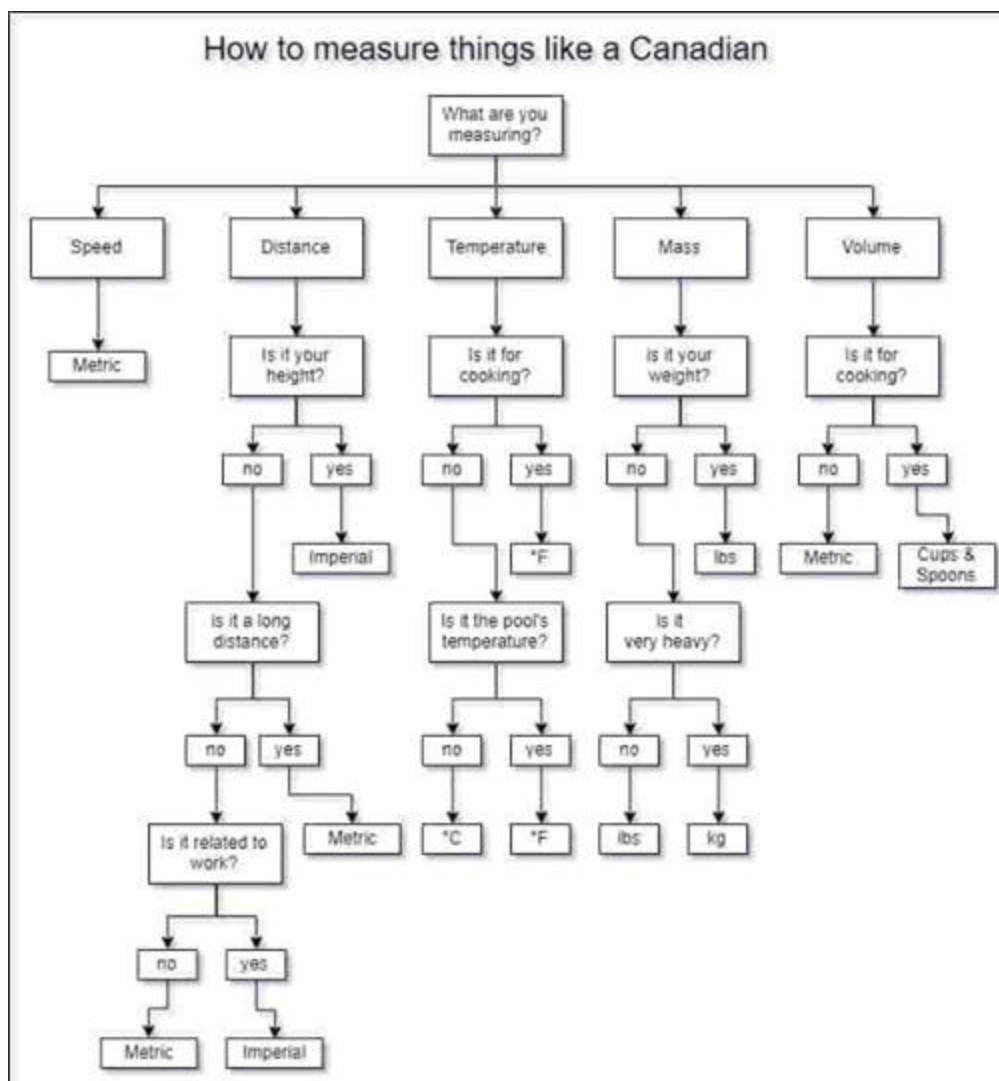 How to measure things like a Canadian
What are you
measuring?
Speed
Distance
Temperature
Mass
Volume
Metric
Is it your
height?
Is it for
cooking?
is it your
weight?
Is it for
cooking?
no
yes
no
yes
no
yes
no
yes
Imperial
°F
lbs
Metric
Cups &
Spoons
Is it a long
distance?
Is it the pool's
temperature?
Is it
very heavy?
no
yes
no
yes
no
yes
Is it related to
work?
Metric
°C
°F
lbs
kg
no
yes
Metric
Imperial